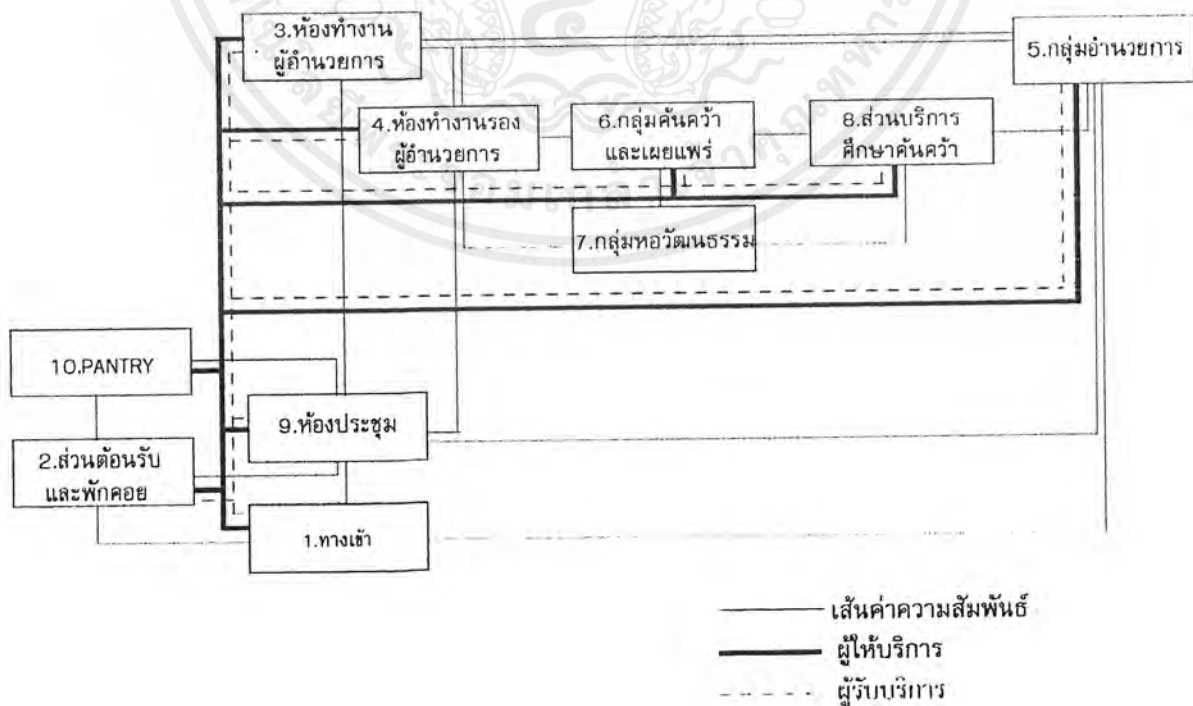 3.ห้องทำงาน
ผู้อำนวยการ
5.กลุ่มอำนวยการ
4.ห้องทำงานรอง
ผู้อำนวยการ
6.กลุ่มค้นคว้า
และเผยแพร่
8.ส่วนบริการ
ศึกษาค้นคว้า
7.กลุ่มหอวัฒนธรรม
10.PANTRY
9.ห้องประชุม
2.ส่วนต้อนรับ
และพักคอย
1.ทางเข้า
เส้นค่าความสัมพันธ์
ผู้ให้บริการ
ผู้รับบริการ